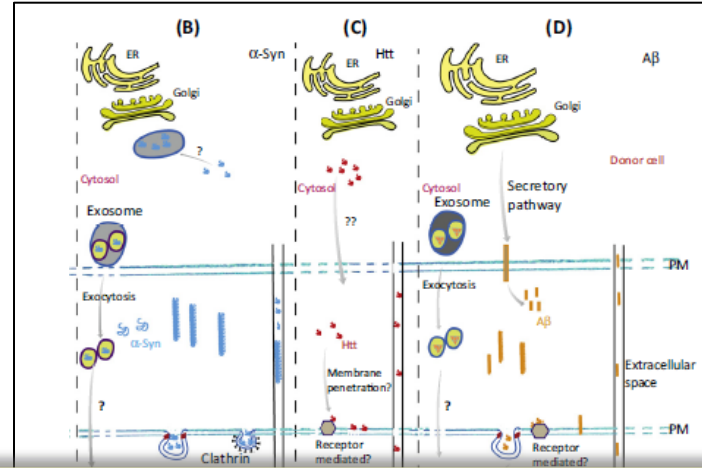 (B)
α-Syn
ER
Golgi
?
Cytosol
Exosome
Exocytosis
α-Syn
?
Clathrin
(C)
Htt
ER
Golgi
Cytosol
??
Htt
Membrane
penetration?
Receptor
mediated?
(D)
Aβ
ER
Golgi
Donor cell
Cytosol
Exosome
Secretory
pathway
PM
Exocytosis
Aβ
Extracellular
space
?
PM
Receptor
mediated?